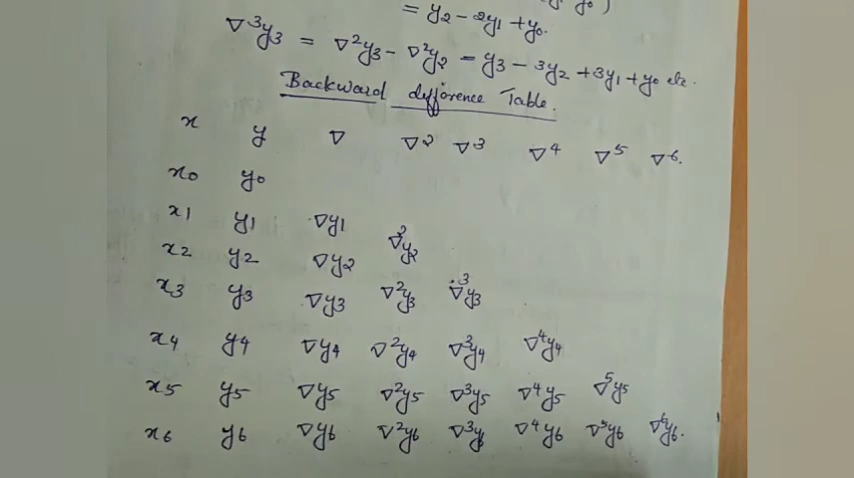 y0)
= y2 - 2y1 + y0.
∇³y3 = ∇²y3 - ∇²y2 = y3 - 3y2 + 3y1 + y0 etc.
Backward difference Table.
x y ∇ ∇2 ∇3 ∇4 ∇5 ∇6.
x0 y0
x1 y1 ∇y1
x2 y2 ∇y2 ∇²y2
x3 y3 ∇y3 ∇²y3 ∇³y3
x4 y4 ∇y4 ∇²y4 ∇³y4 ∇⁴y4
x5 y5 ∇y5 ∇²y5 ∇³y5 ∇⁴y5 ∇⁵y5
x6 y6 ∇y6 ∇²y6 ∇³y6 ∇⁴y6 ∇⁵y6 ∇⁶y6.